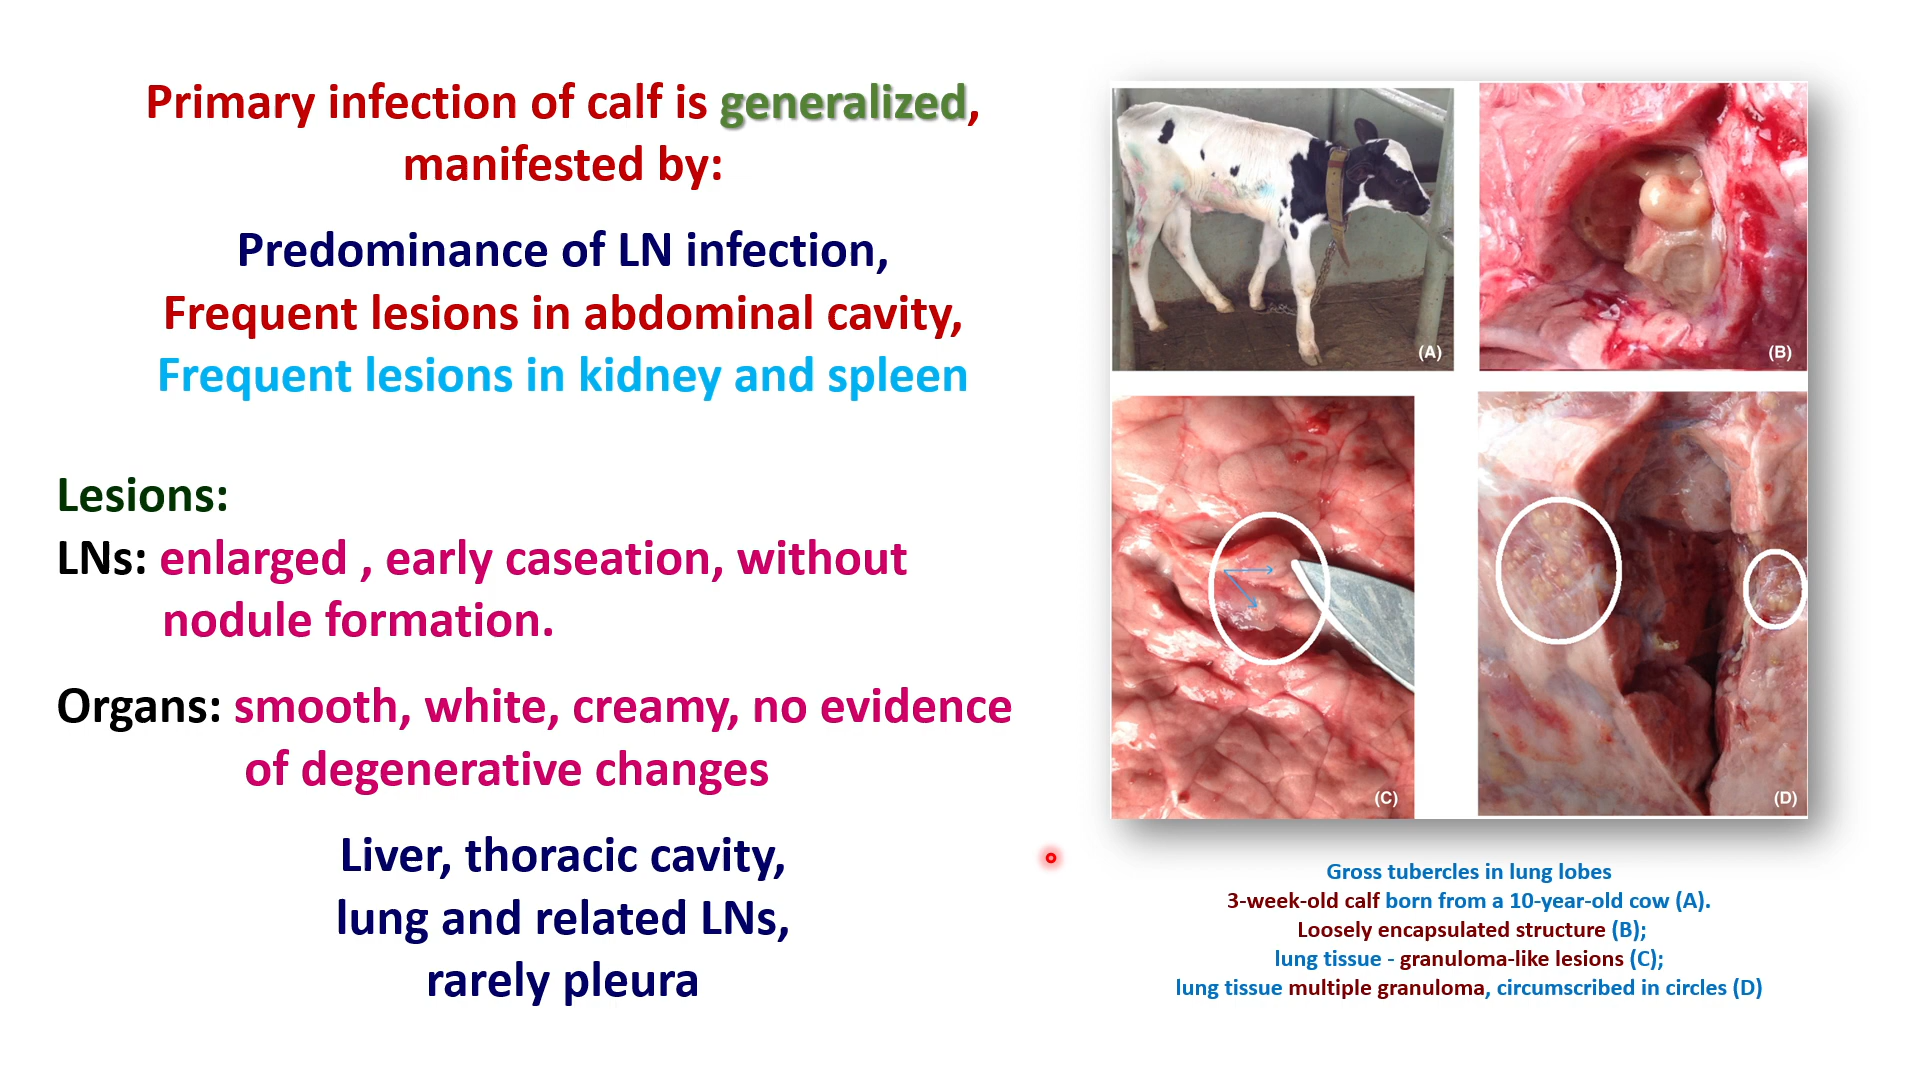 Primary infection of calf is generalized,
manifested by:
Predominance of LN infection,
Frequent lesions in abdominal cavity,
Frequent lesions in kidney and spleen
Lesions:
LNs: enlarged , early caseation, without
nodule formation.
Organs: smooth, white, creamy, no evidence
of degenerative changes
Liver, thoracic cavity,
lung and related LNs,
rarely pleura
(A)
(B)
(C)
(D)
Gross tubercles in lung lobes
3-week-old calf born from a 10-year-old cow (A).
Loosely encapsulated structure (B);
lung tissue - granuloma-like lesions (C);
lung tissue multiple granuloma, circumscribed in circles (D)